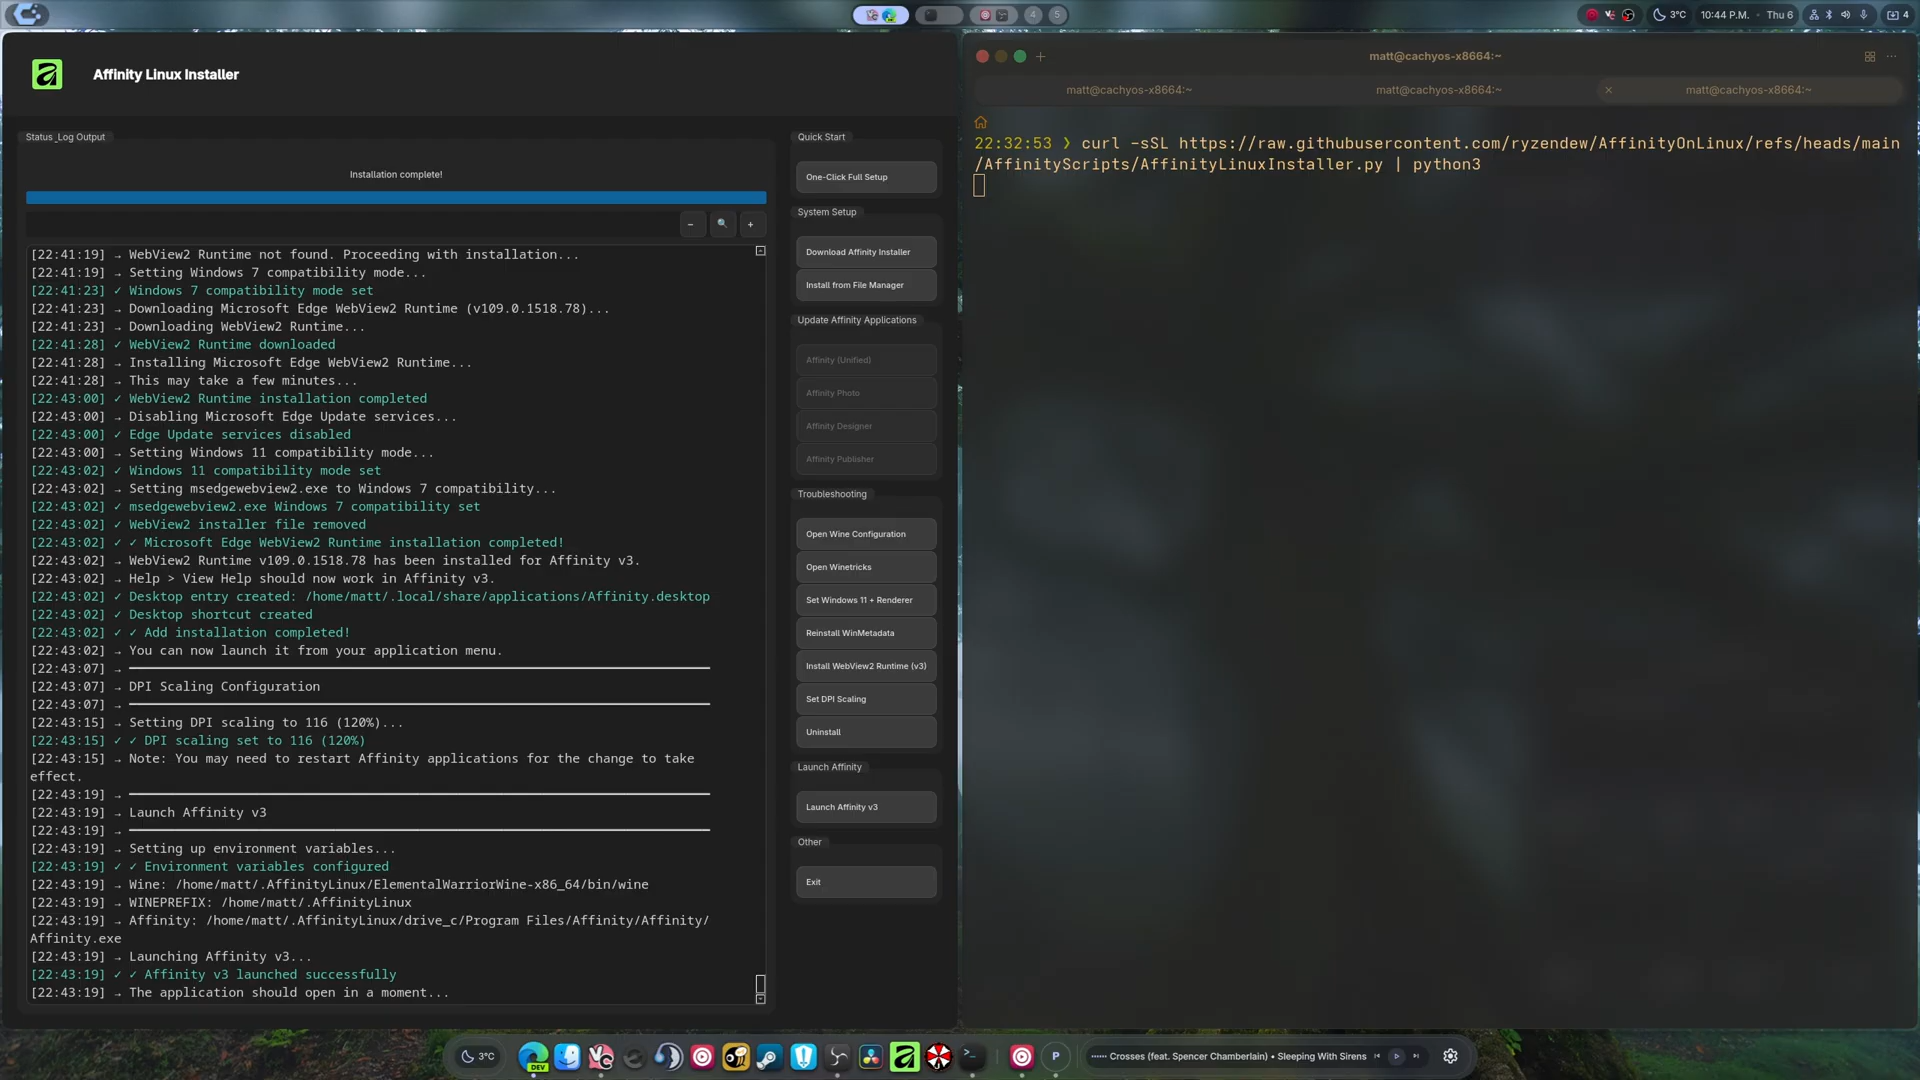 4
5
3°C
10:44 P.M.
Thu 6
4
Affinity Linux Installer
Status_Log Output
Installation complete!
[22:41:19] → WebView2 Runtime not found. Proceeding with installation...
[22:41:19] → Setting Windows 7 compatibility mode...
[22:41:23] ✓ Windows 7 compatibility mode set
[22:41:23] → Downloading Microsoft Edge WebView2 Runtime (v109.0.1518.78)...
[22:41:23] → Downloading WebView2 Runtime...
[22:41:28] ✓ WebView2 Runtime downloaded
[22:41:28] → Installing Microsoft Edge WebView2 Runtime...
[22:41:28] → This may take a few minutes...
[22:43:00] ✓ WebView2 Runtime installation completed
[22:43:00] → Disabling Microsoft Edge Update services...
[22:43:00] ✓ Edge Update services disabled
[22:43:00] → Setting Windows 11 compatibility mode...
[22:43:02] ✓ Windows 11 compatibility mode set
[22:43:02] → Setting msedgewebview2.exe to Windows 7 compatibility...
[22:43:02] ✓ msedgewebview2.exe Windows 7 compatibility set
[22:43:02] ✓ WebView2 installer file removed
[22:43:02] ✓ ✓ Microsoft Edge WebView2 Runtime installation completed!
[22:43:02] → WebView2 Runtime v109.0.1518.78 has been installed for Affinity v3.
[22:43:02] → Help > View Help should now work in Affinity v3.
[22:43:02] ✓ Desktop entry created: /home/matt/.local/share/applications/Affinity.desktop
[22:43:02] ✓ Desktop shortcut created
[22:43:02] ✓ ✓ Add installation completed!
[22:43:02] → You can now launch it from your application menu.
[22:43:07] →
[22:43:07] → DPI Scaling Configuration
[22:43:07] →
[22:43:15] → Setting DPI scaling to 116 (120%)...
[22:43:15] ✓ ✓ DPI scaling set to 116 (120%)
[22:43:15] → Note: You may need to restart Affinity applications for the change to take
effect.
[22:43:19] →
[22:43:19] → Launch Affinity v3
[22:43:19] →
[22:43:19] → Setting up environment variables...
[22:43:19] ✓ ✓ Environment variables configured
[22:43:19] → Wine: /home/matt/.AffinityLinux/ElementalWarriorWine-x86_64/bin/wine
[22:43:19] → WINEPREFIX: /home/matt/.AffinityLinux
[22:43:19] → Affinity: /home/matt/.AffinityLinux/drive_c/Program Files/Affinity/Affinity/
Affinity.exe
[22:43:19] → Launching Affinity v3...
[22:43:19] ✓ ✓ Affinity v3 launched successfully
[22:43:19] → The application should open in a moment...
Quick Start
One-Click Full Setup
System Setup
Download Affinity Installer
Install from File Manager
Update Affinity Applications
Affinity (Unified)
Affinity Photo
Affinity Designer
Affinity Publisher
Troubleshooting
Open Wine Configuration
Open Winetricks
Set Windows 11 + Renderer
Reinstall WinMetadata
Install WebView2 Runtime (v3)
Set DPI Scaling
Uninstall
Launch Affinity
Launch Affinity v3
Other
Exit
matt@cachyos-x8664:~
matt@cachyos-x8664:~
matt@cachyos-x8664:~
matt@cachyos-x8664:~
22:32:53 ❯ curl -sSL https://raw.githubusercontent.com/ryzendew/AffinityOnLinux/refs/heads/main
/AffinityScripts/AffinityLinuxInstaller.py | python3
3°C
DEV
P
Crosses (feat. Spencer Chamberlain) • Sleeping With Sirens